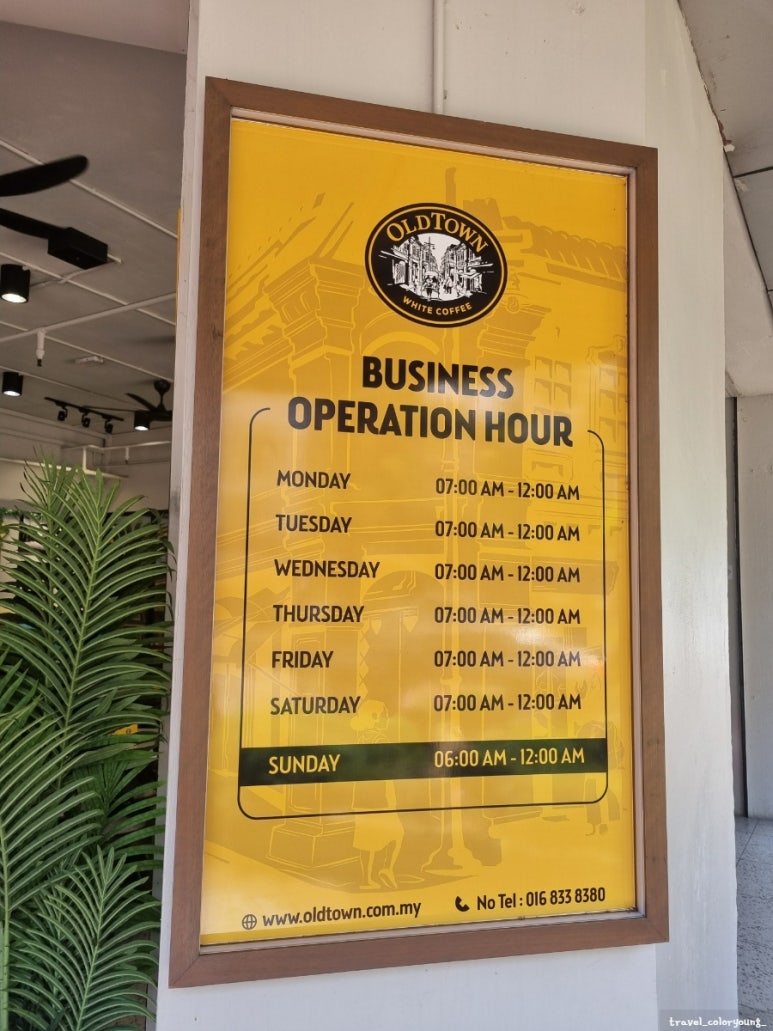 OLDTOWN
WHITE COFFEE
BUSINESS
OPERATION HOUR
MONDAY 07:00 AM - 12:00 AM
TUESDAY 07:00 AM - 12:00 AM
WEDNESDAY 07:00 AM - 12:00 AM
THURSDAY 07:00 AM - 12:00 AM
FRIDAY 07:00 AM - 12:00 AM
SATURDAY 07:00 AM - 12:00 AM
SUNDAY 06:00 AM - 12:00 AM
www.oldtown.com.my No Tel : 016 833 8380
travel_coloryoung_